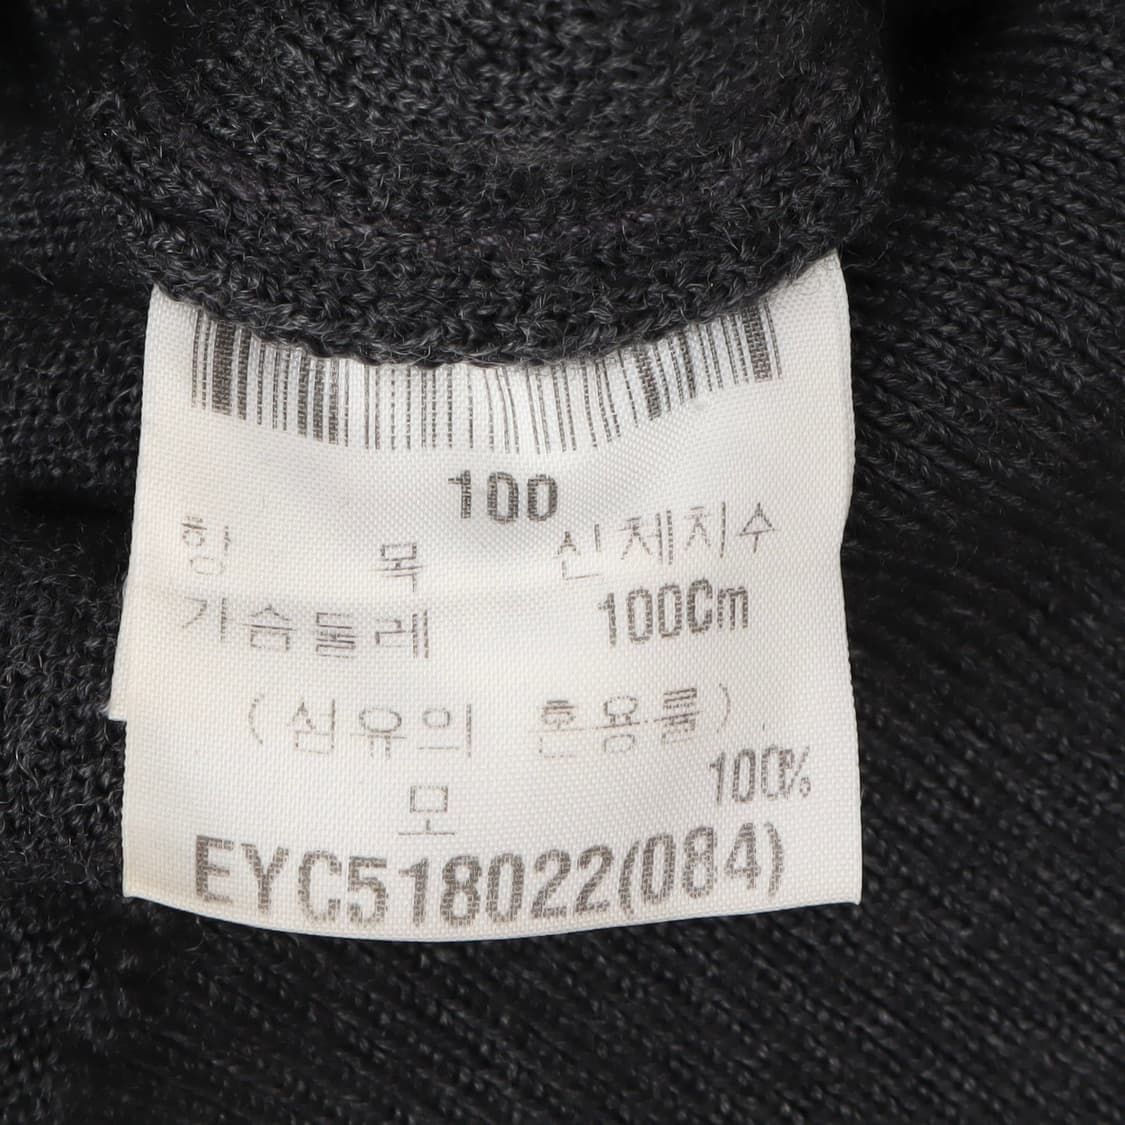 100
항 목 신체치수
가슴둘레 100Cm
(섬유의 혼용률)
모 100%
EYC518022(084)